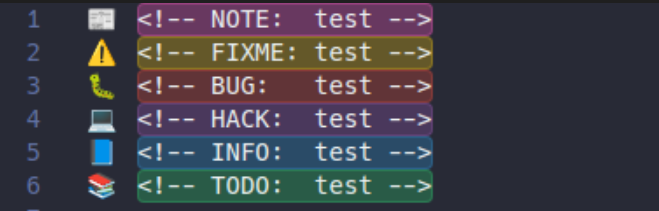 1 📰 <!-- NOTE:  test -->
2 ⚠️ <!-- FIXME: test -->
3 🐛 <!-- BUG:   test -->
4 💻 <!-- HACK:  test -->
5 📘 <!-- INFO:  test -->
6 📚 <!-- TODO:  test -->